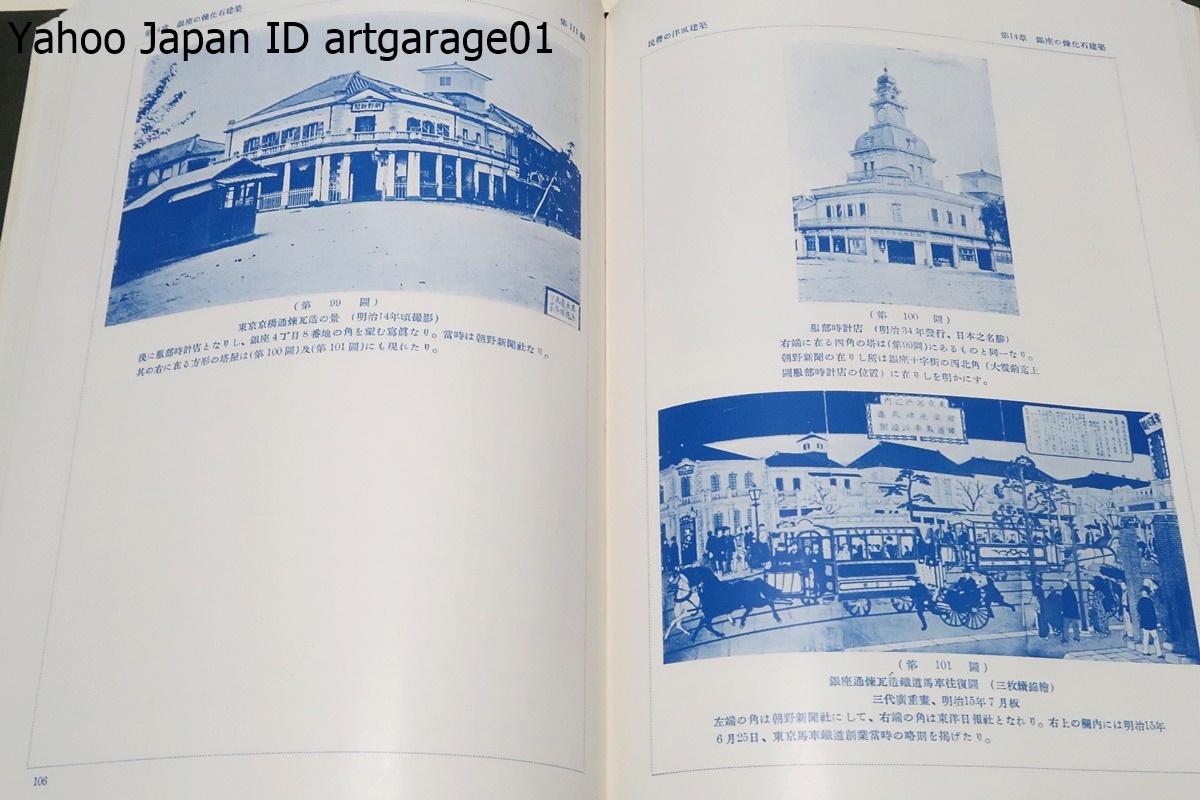 Yahoo Japan ID artgarage01
銀座の煉化石建築
第111圖
(第 99 圖)
東京京橋通煉瓦造の景 (明治14年頃撮影)
後に服部時計店となりし、銀座4丁目8番地の角を望む寫眞なり。當時は朝野新聞社なり。
其の右に在る方形の塔屋は(第100圖)及(第101圖)にも現れたり。
106
民營の洋風建築
第14章 銀座の煉化石建築
(第 100 圖)
服部時計店 (明治34年發行、日本之名勝)
右端に在る四角の塔は(第99圖)にあるものと同一なり。
朝野新聞の在りし所は銀座十字街の西北角(大震前迄上
圖服部時計店の位置)に在りしを明かにす。
(第 101 圖)
銀座通煉瓦造鐵道馬車往復圖 (三枚續錦繪)
三代廣重畫、明治15年7月板
左端の角は朝野新聞社にして、右端の角は東洋日報社となれり。右上の欄内には明治15年
6月25日、東京馬車鐵道創業當時の略則を掲げたり。